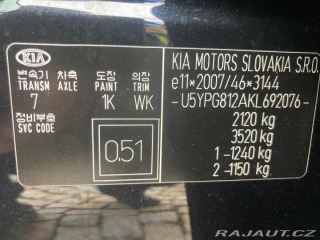 KIA
KIA MOTORS SLOVAKIA S.R.O.
변속기 차축 도장 의장
TRANSM AXLE PAINT TRIM
7 1K WK
정비부호
SVC CODE
0.51
e11*2007/46*3144
-U5YPG812AKL692076-
2120 kg
3520 kg
1 -1240 kg
2 -1150 kg
RAJAUT.CZ